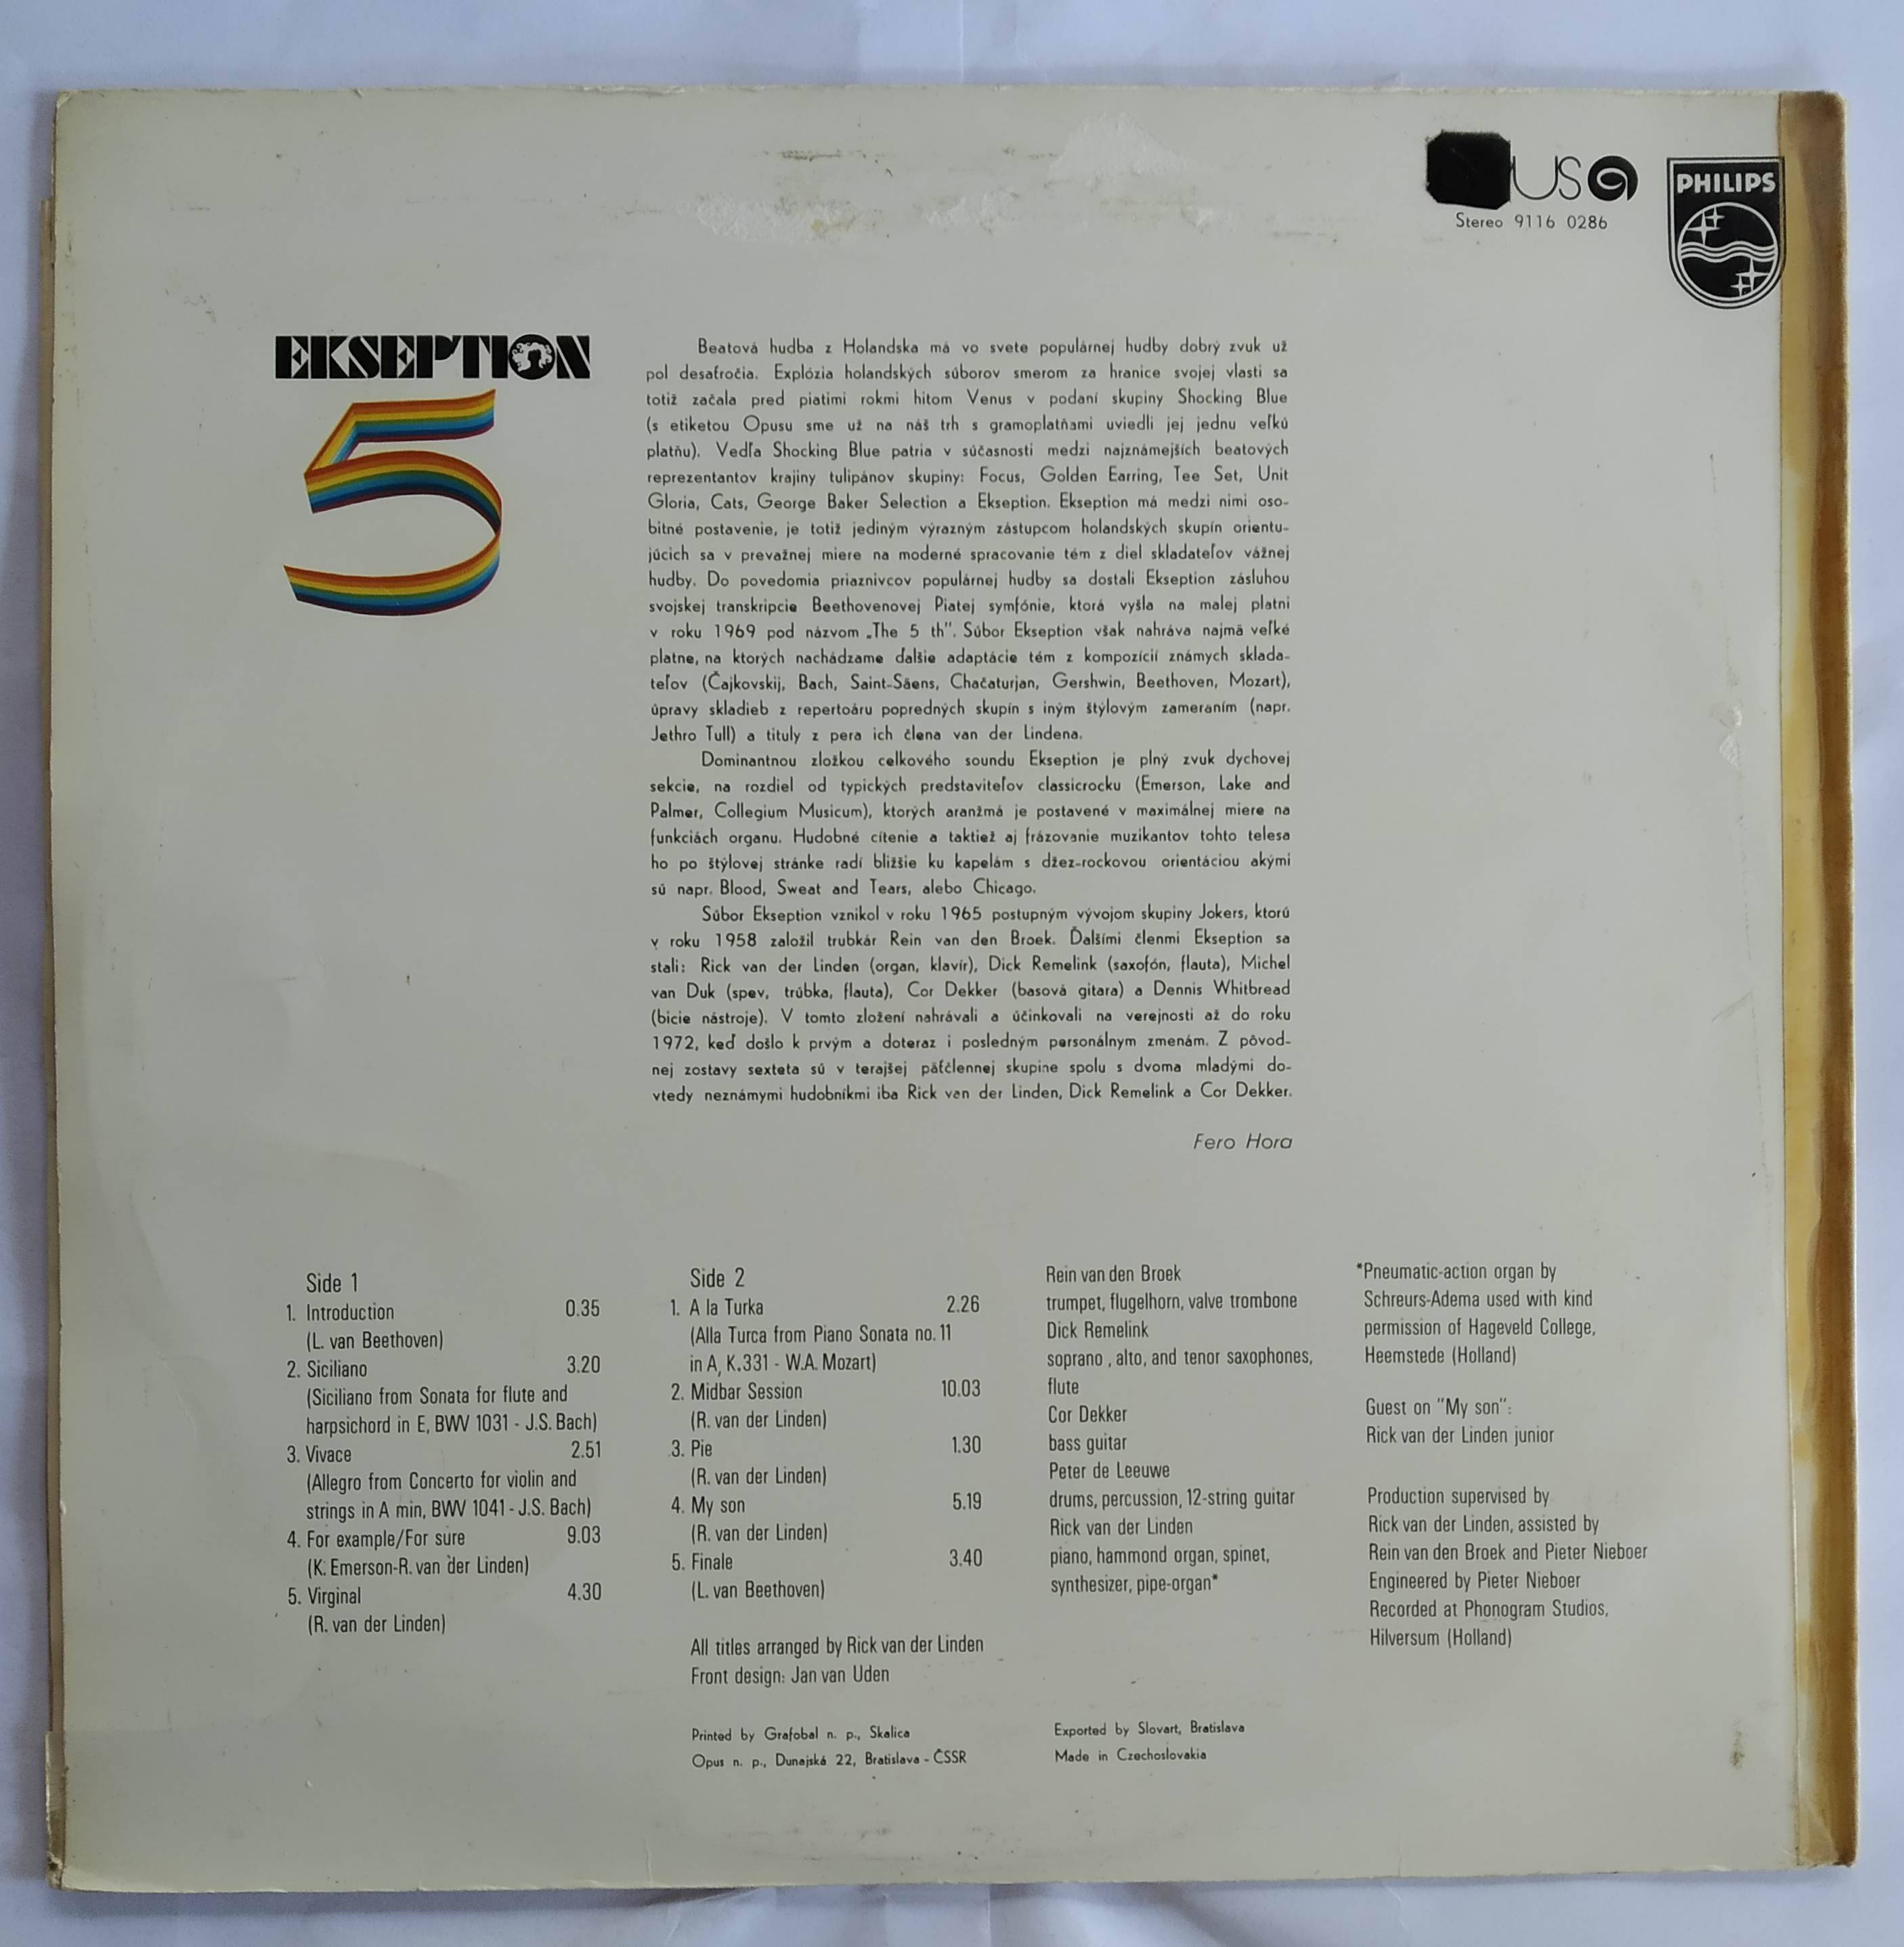 US
Stereo 9116 0286
PHILIPS
EKSEPTION
5
Beatová hudba z Holandska má vo svete populárnej hudby dobrý zvuk už
pol desaťročia. Explózia holandských súborov smerom za hranice svojej vlasti sa
totiž začala pred piatimi rokmi hitom Venus v podaní skupiny Shocking Blue
(s etiketou Opusu sme už na náš trh s gramoplatňami uviedli jej jednu veľkú
platňu). Vedľa Shocking Blue patria v súčasnosti medzi najznámejších beatových
reprezentantov krajiny tulipánov skupiny: Focus, Golden Earring, Tee Set, Unit
Gloria, Cats, George Baker Selection a Ekseption. Ekseption má medzi nimi oso-
bitné postavenie, je totiž jediným výrazným zástupcom holandských skupín orientu-
júcich sa v prevažnej miere na moderné spracovanie tém z diel skladateľov vážnej
hudby. Do povedomia priaznivcov populárnej hudby sa dostali Ekseption zásluhou
svojskej transkripcie Beethovenovej Piatej symfónie, ktorá vyšla na malej platni
v roku 1969 pod názvom „The 5 th". Súbor Ekseption však nahráva najmä veľké
platne, na ktorých nachádzame ďalšie adaptácie tém z kompozícií známych sklada-
teľov (Čajkovskij, Bach, Saint-Säens, Chačaturjan, Gershwin, Beethoven, Mozart),
úpravy skladieb z repertoáru popredných skupín s iným štýlovým zameraním (napr.
Jethro Tull) a tituly z pera ich člena van der Lindena.
Dominantnou zložkou celkového soundu Ekseption je plný zvuk dychovej
sekcie, na rozdiel od typických predstaviteľov classicrocku (Emerson, Lake and
Palmer, Collegium Musicum), ktorých aranžmá je postavené v maximálnej miere na
funkciách organu. Hudobné cítenie a taktiež aj frázovanie muzikantov tohto telesa
ho po štýlovej stránke radí bližšie ku kapelám s džez-rockovou orientáciou akými
sú napr. Blood, Sweat and Tears, alebo Chicago.
Súbor Ekseption vznikol v roku 1965 postupným vývojom skupiny Jokers, ktorú
v roku 1958 založil trubkár Rein van den Broek. Ďalšími členmi Ekseption sa
stali: Rick van der Linden (organ, klavír), Dick Remelink (saxofón, flauta), Michel
van Duk (spev, trúbka, flauta), Cor Dekker (basová gitara) a Dennis Whitbread
(bicie nástroje). V tomto zložení nahrávali a účinkovali na verejnosti až do roku
1972, keď došlo k prvým a doteraz i posledným personálnym zmenám. Z pôvod-
nej zostavy sexteta sú v terajšej päťčlennej skupine spolu s dvoma mladými do-
vtedy neznámymi hudobníkmi iba Rick van der Linden, Dick Remelink a Cor Dekker.
Fero Hora
Side 1
1. Introduction 0.35
(L. van Beethoven)
2. Siciliano 3.20
(Siciliano from Sonata for flute and
harpsichord in E, BWV 1031 - J.S. Bach)
3. Vivace 2.51
(Allegro from Concerto for violin and
strings in A min, BWV 1041 - J.S. Bach)
4. For example/For sure 9.03
(K. Emerson-R. van der Linden)
5. Virginal 4.30
(R. van der Linden)
Side 2
1. A la Turka 2.26
(Alla Turca from Piano Sonata no. 11
in A, K.331 - W.A. Mozart)
2. Midbar Session 10.03
(R. van der Linden)
3. Pie 1.30
(R. van der Linden)
4. My son 5.19
(R. van der Linden)
5. Finale 3.40
(L. van Beethoven)
All titles arranged by Rick van der Linden
Front design: Jan van Uden
Rein van den Broek
trumpet, flugelhorn, valve trombone
Dick Remelink
soprano , alto, and tenor saxophones,
flute
Cor Dekker
bass guitar
Peter de Leeuwe
drums, percussion, 12-string guitar
Rick van der Linden
piano, hammond organ, spinet,
synthesizer, pipe-organ*
*Pneumatic-action organ by
Schreurs-Adema used with kind
permission of Hageveld College,
Heemstede (Holland)
Guest on "My son":
Rick van der Linden junior
Production supervised by
Rick van der Linden, assisted by
Rein van den Broek and Pieter Nieboer
Engineered by Pieter Nieboer
Recorded at Phonogram Studios,
Hilversum (Holland)
Printed by Grafobal n. p., Skalica
Opus n. p., Dunajská 22, Bratislava - ČSSR
Exported by Slovart, Bratislava
Made in Czechoslovakia